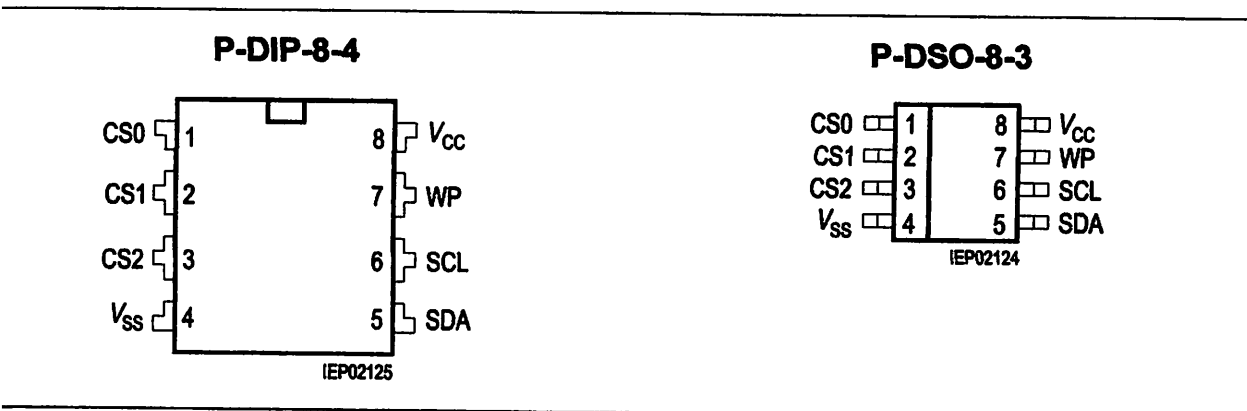 P-DIP-8-4
CS0 1 8 VCC
CS1 2 7 WP
CS2 3 6 SCL
VSS 4 5 SDA
IEP02125
P-DSO-8-3
CS0 1 8 VCC
CS1 2 7 WP
CS2 3 6 SCL
VSS 4 5 SDA
IEP02124